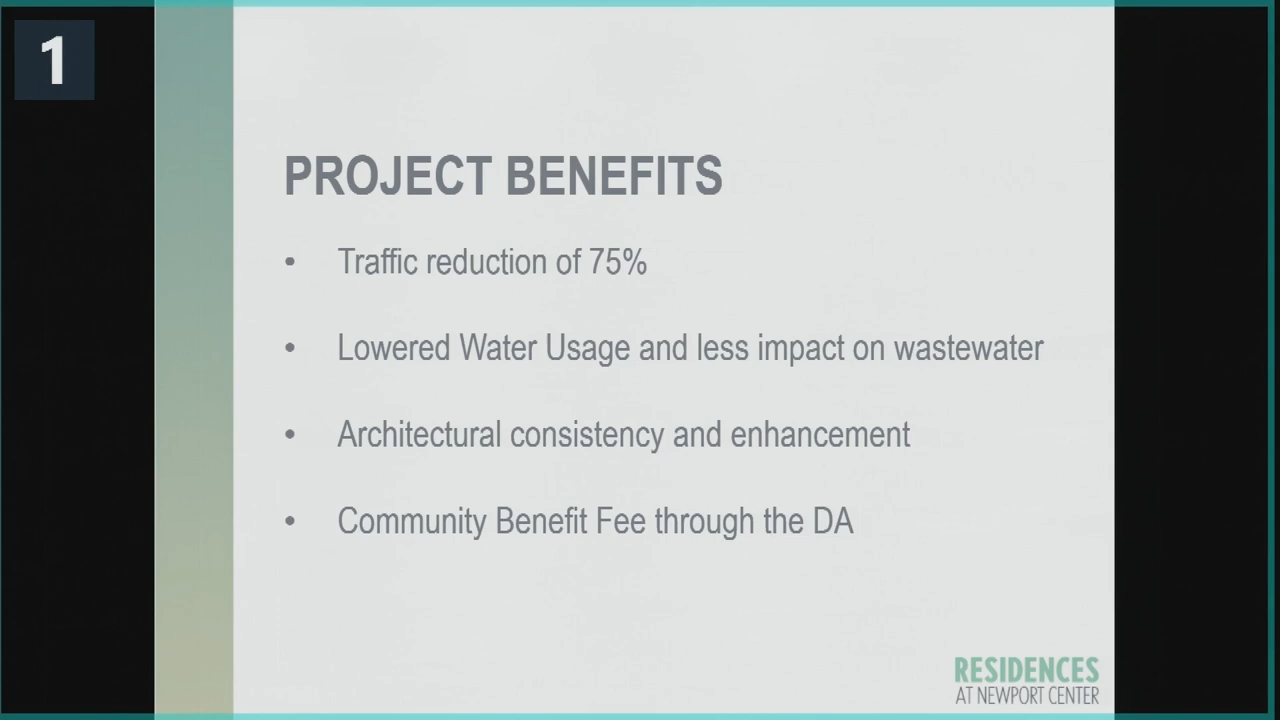 1
PROJECT BENEFITS
• Traffic reduction of 75%
• Lowered Water Usage and less impact on wastewater
• Architectural consistency and enhancement
• Community Benefit Fee through the DA
RESIDENCES
AT NEWPORT CENTER